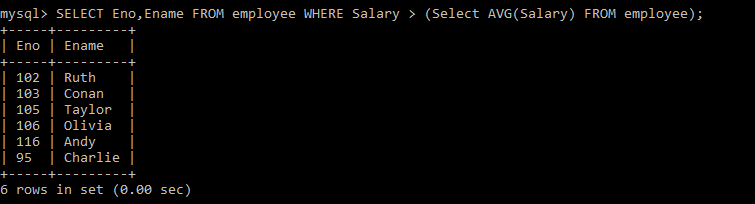 mysql> SELECT Eno,Ename FROM employee WHERE Salary > (Select AVG(Salary) FROM employee);
+-----+---------+
| Eno | Ename   |
+-----+---------+
| 102 | Ruth    |
| 103 | Conan   |
| 105 | Taylor  |
| 106 | Olivia  |
| 116 | Andy    |
| 95  | Charlie |
+-----+---------+
6 rows in set (0.00 sec)